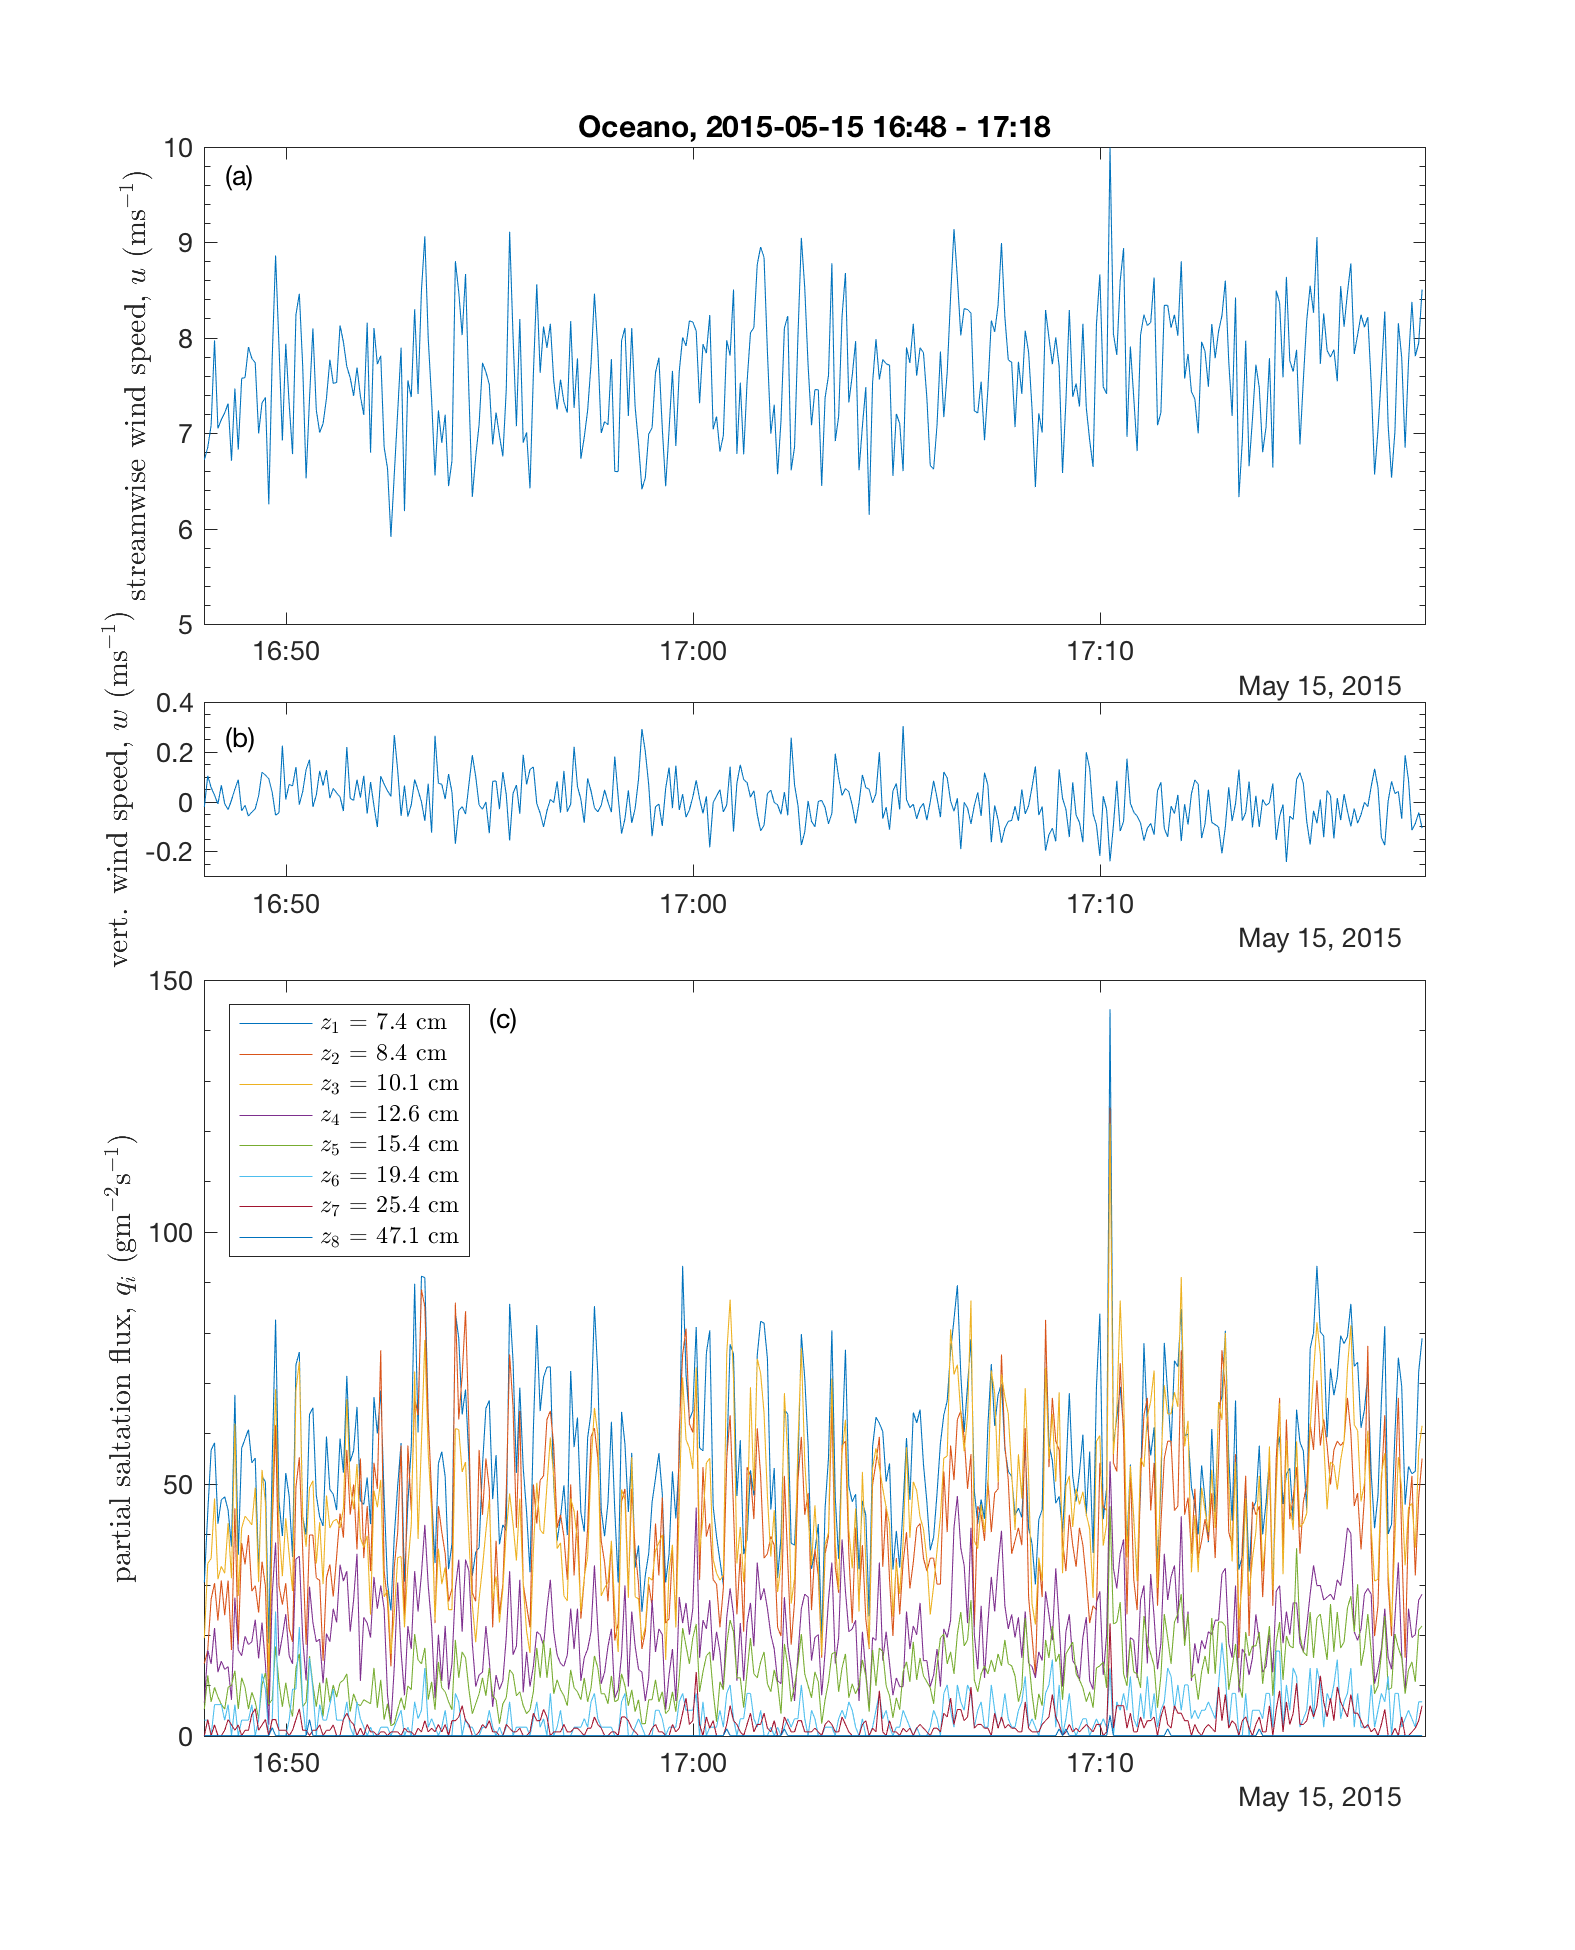 Oceano, 2015-05-15 16:48 - 17:18
(a)
streamwise wind speed, u (ms⁻¹)
10
9
8
7
6
5
16:50 17:00 17:10
May 15, 2015
(b)
vert. wind speed, w (ms⁻¹)
0.4
0.2
0
-0.2
16:50 17:00 17:10
May 15, 2015
(c)
partial saltation flux, qᵢ (gm⁻²s⁻¹)
150
100
50
0
z₁ = 7.4 cm
z₂ = 8.4 cm
z₃ = 10.1 cm
z₄ = 12.6 cm
z₅ = 15.4 cm
z₆ = 19.4 cm
z₇ = 25.4 cm
z₈ = 47.1 cm
16:50 17:00 17:10
May 15, 2015